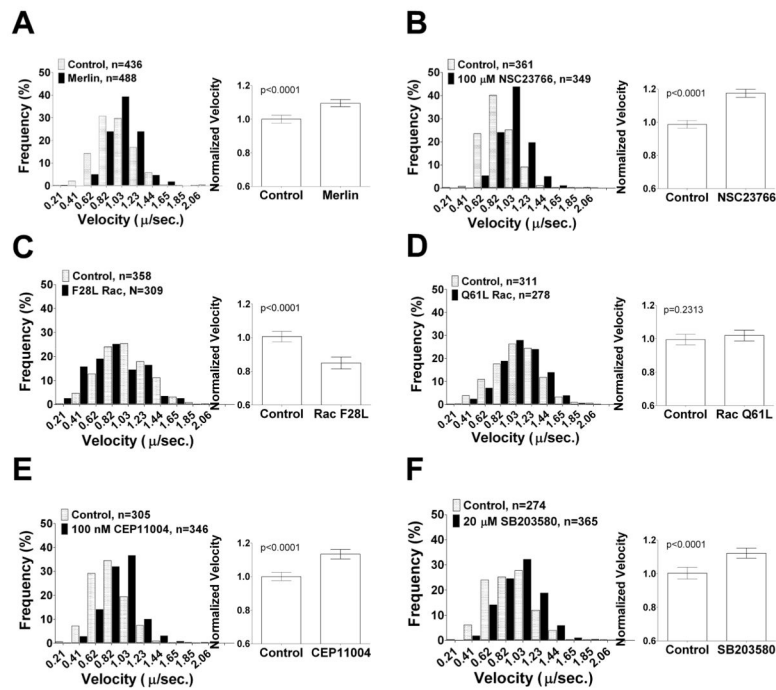 A
Control, n=436
Merlin, n=488
Frequency (%)
50
40
30
20
10
0
0.21 0.41 0.62 0.82 1.03 1.23 1.44 1.65 1.85 2.06
Velocity (μ/sec.)
Normalized Velocity
1.2
1.0
0.8
0.6
p<0.0001
Control Merlin
B
Control, n=361
100 μM NSC23766, n=349
Frequency (%)
50
40
30
20
10
0
0.21 0.41 0.62 0.82 1.03 1.23 1.44 1.65 1.85 2.06
Velocity (μ/sec.)
Normalized Velocity
1.2
1.0
0.8
0.6
p<0.0001
Control NSC23766
C
Control, n=358
F28L Rac, N=309
Frequency (%)
50
40
30
20
10
0
0.21 0.41 0.62 0.82 1.03 1.23 1.44 1.65 1.85 2.06
Velocity (μ/sec.)
Normalized Velocity
1.2
1.0
0.8
0.6
p<0.0001
Control Rac F28L
D
Control, n=311
Q61L Rac, n=278
Frequency (%)
50
40
30
20
10
0
0.21 0.41 0.62 0.82 1.03 1.23 1.44 1.65 1.85 2.06
Velocity (μ/sec.)
Normalized Velocity
1.2
1.0
0.8
0.6
p=0.2313
Control Rac Q61L
E
Control, n=305
100 nM CEP11004, n=346
Frequency (%)
50
40
30
20
10
0
0.21 0.41 0.62 0.82 1.03 1.23 1.44 1.65 1.85 2.06
Velocity (μ/sec.)
Normalized Velocity
1.2
1.0
0.8
0.6
p<0.0001
Control CEP11004
F
Control, n=274
20 μM SB203580, n=365
Frequency (%)
50
40
30
20
10
0
0.21 0.41 0.62 0.82 1.03 1.23 1.44 1.65 1.85 2.06
Velocity (μ/sec.)
Normalized Velocity
1.2
1.0
0.8
0.6
p<0.0001
Control SB203580